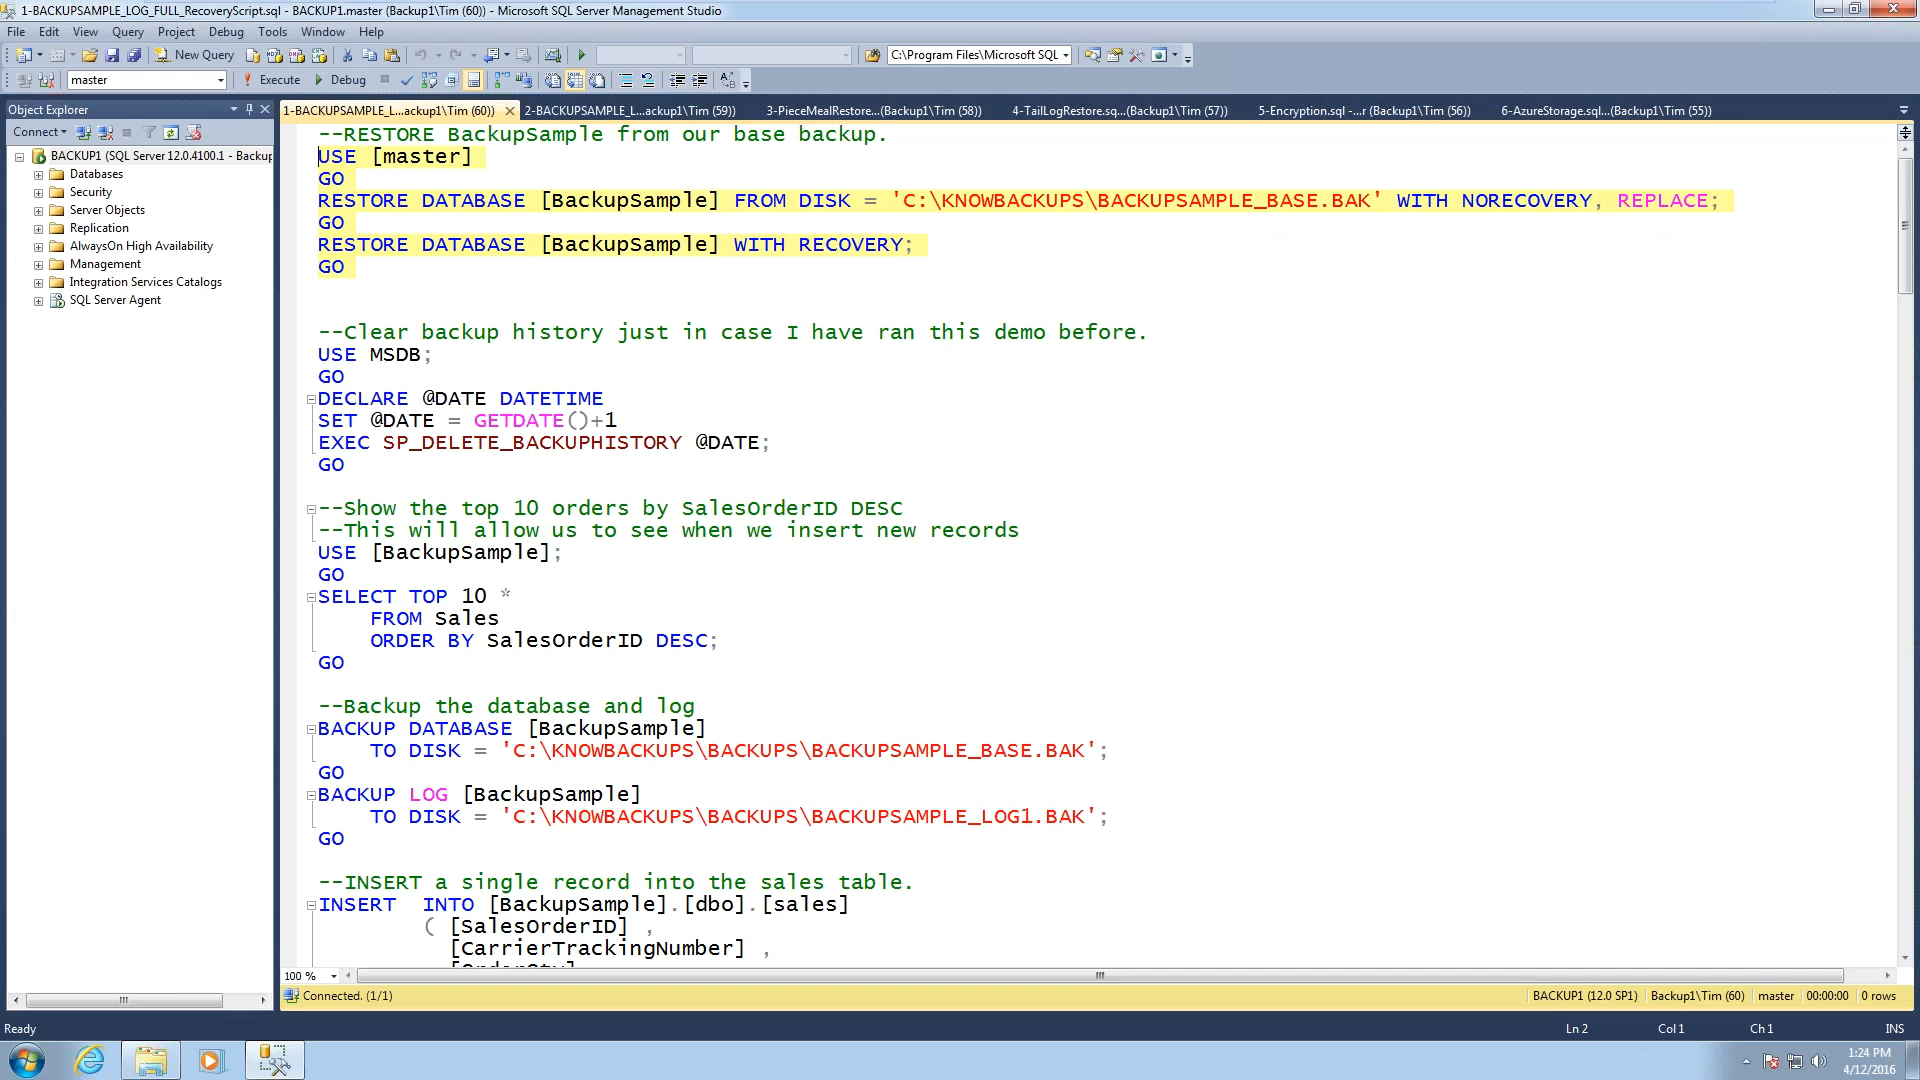 1-BACKUPSAMPLE_LOG_FULL_RecoveryScript.sql - BACKUP1.master (Backup1\Tim (60)) - Microsoft SQL Server Management Studio
File Edit View Query Project Debug Tools Window Help
New Query C:\Program Files\Microsoft SQL
master Execute Debug
Object Explorer
1-BACKUPSAMPLE_L...ackup1\Tim (60)) 2-BACKUPSAMPLE_L...ackup1\Tim (59)) 3-PieceMealRestore...(Backup1\Tim (58)) 4-TailLogRestore.sq...(Backup1\Tim (57)) 5-Encryption.sql -...r (Backup1\Tim (56)) 6-AzureStorage.sql...(Backup1\Tim (55))
Connect
BACKUP1 (SQL Server 12.0.4100.1 - Backup
Databases
Security
Server Objects
Replication
AlwaysOn High Availability
Management
Integration Services Catalogs
SQL Server Agent
--RESTORE BackupSample from our base backup.
USE [master]
GO
RESTORE DATABASE [BackupSample] FROM DISK = 'C:\KNOWBACKUPS\BACKUPSAMPLE_BASE.BAK' WITH NORECOVERY, REPLACE;
GO
RESTORE DATABASE [BackupSample] WITH RECOVERY;
GO
--Clear backup history just in case I have ran this demo before.
USE MSDB;
GO
DECLARE @DATE DATETIME
SET @DATE = GETDATE()+1
EXEC SP_DELETE_BACKUPHISTORY @DATE;
GO
--Show the top 10 orders by SalesOrderID DESC
--This will allow us to see when we insert new records
USE [BackupSample];
GO
SELECT TOP 10 *
FROM Sales
ORDER BY SalesOrderID DESC;
GO
--Backup the database and log
BACKUP DATABASE [BackupSample]
TO DISK = 'C:\KNOWBACKUPS\BACKUPS\BACKUPSAMPLE_BASE.BAK';
GO
BACKUP LOG [BackupSample]
TO DISK = 'C:\KNOWBACKUPS\BACKUPS\BACKUPSAMPLE_LOG1.BAK';
GO
--INSERT a single record into the sales table.
INSERT INTO [BackupSample].[dbo].[sales]
( [SalesOrderID] ,
[CarrierTrackingNumber] ,
100 %
Connected. (1/1) BACKUP1 (12.0 SP1) Backup1\Tim (60) master 00:00:00 0 rows
Ready Ln 2 Col 1 Ch 1 INS
1:24 PM
4/12/2016